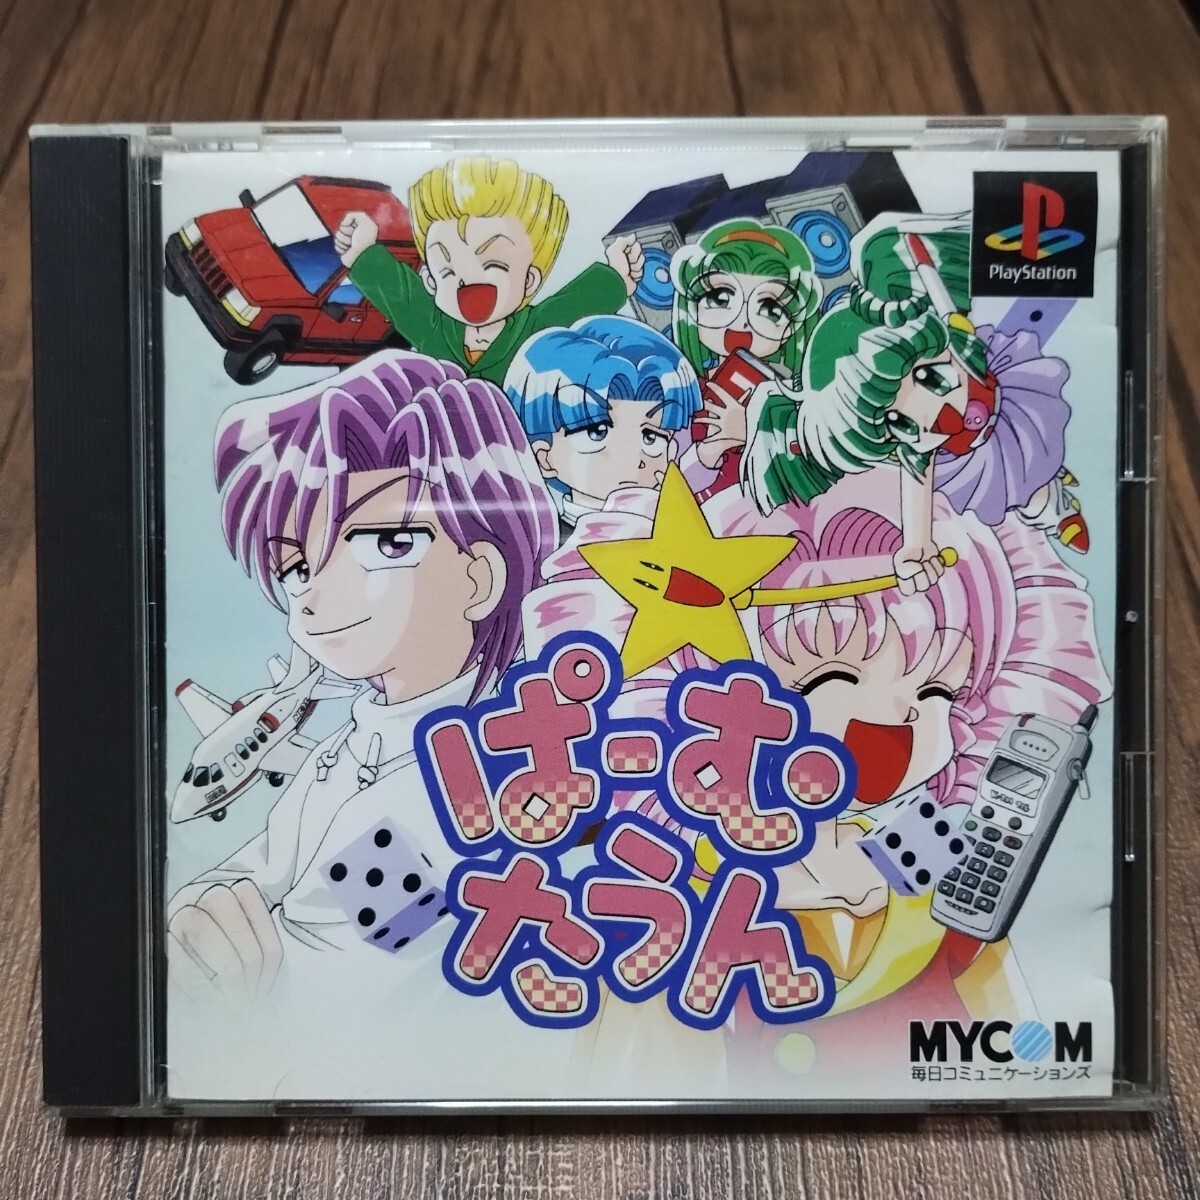 PlayStation
ぱーむ
たうん
MYCOM
毎日コミュニケーションズ